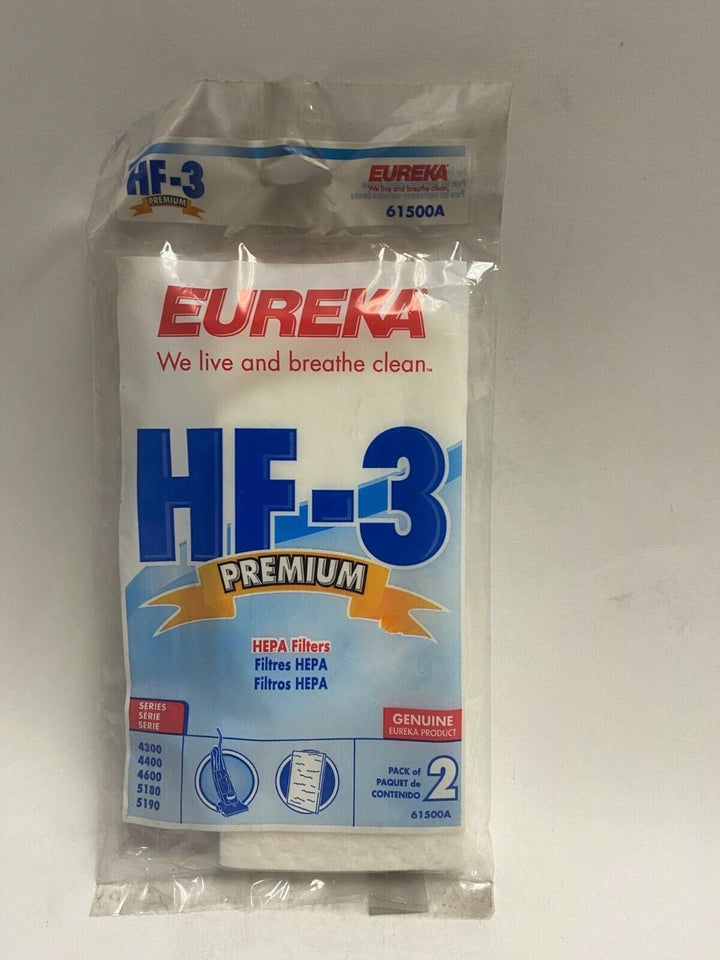 HF-3
PREMIUM
EUREKA
We live and breathe clean.
61500A
EUREKA®
We live and breathe clean.™
HF-3
PREMIUM
HEPA Filters
Filtres HEPA
Filtros HEPA
SERIES
SERIE
SERIE
4300
4400
4600
5180
5190
GENUINE
EUREKA PRODUCT
PACK of
PAQUET de
CONTENIDO
2
61500A